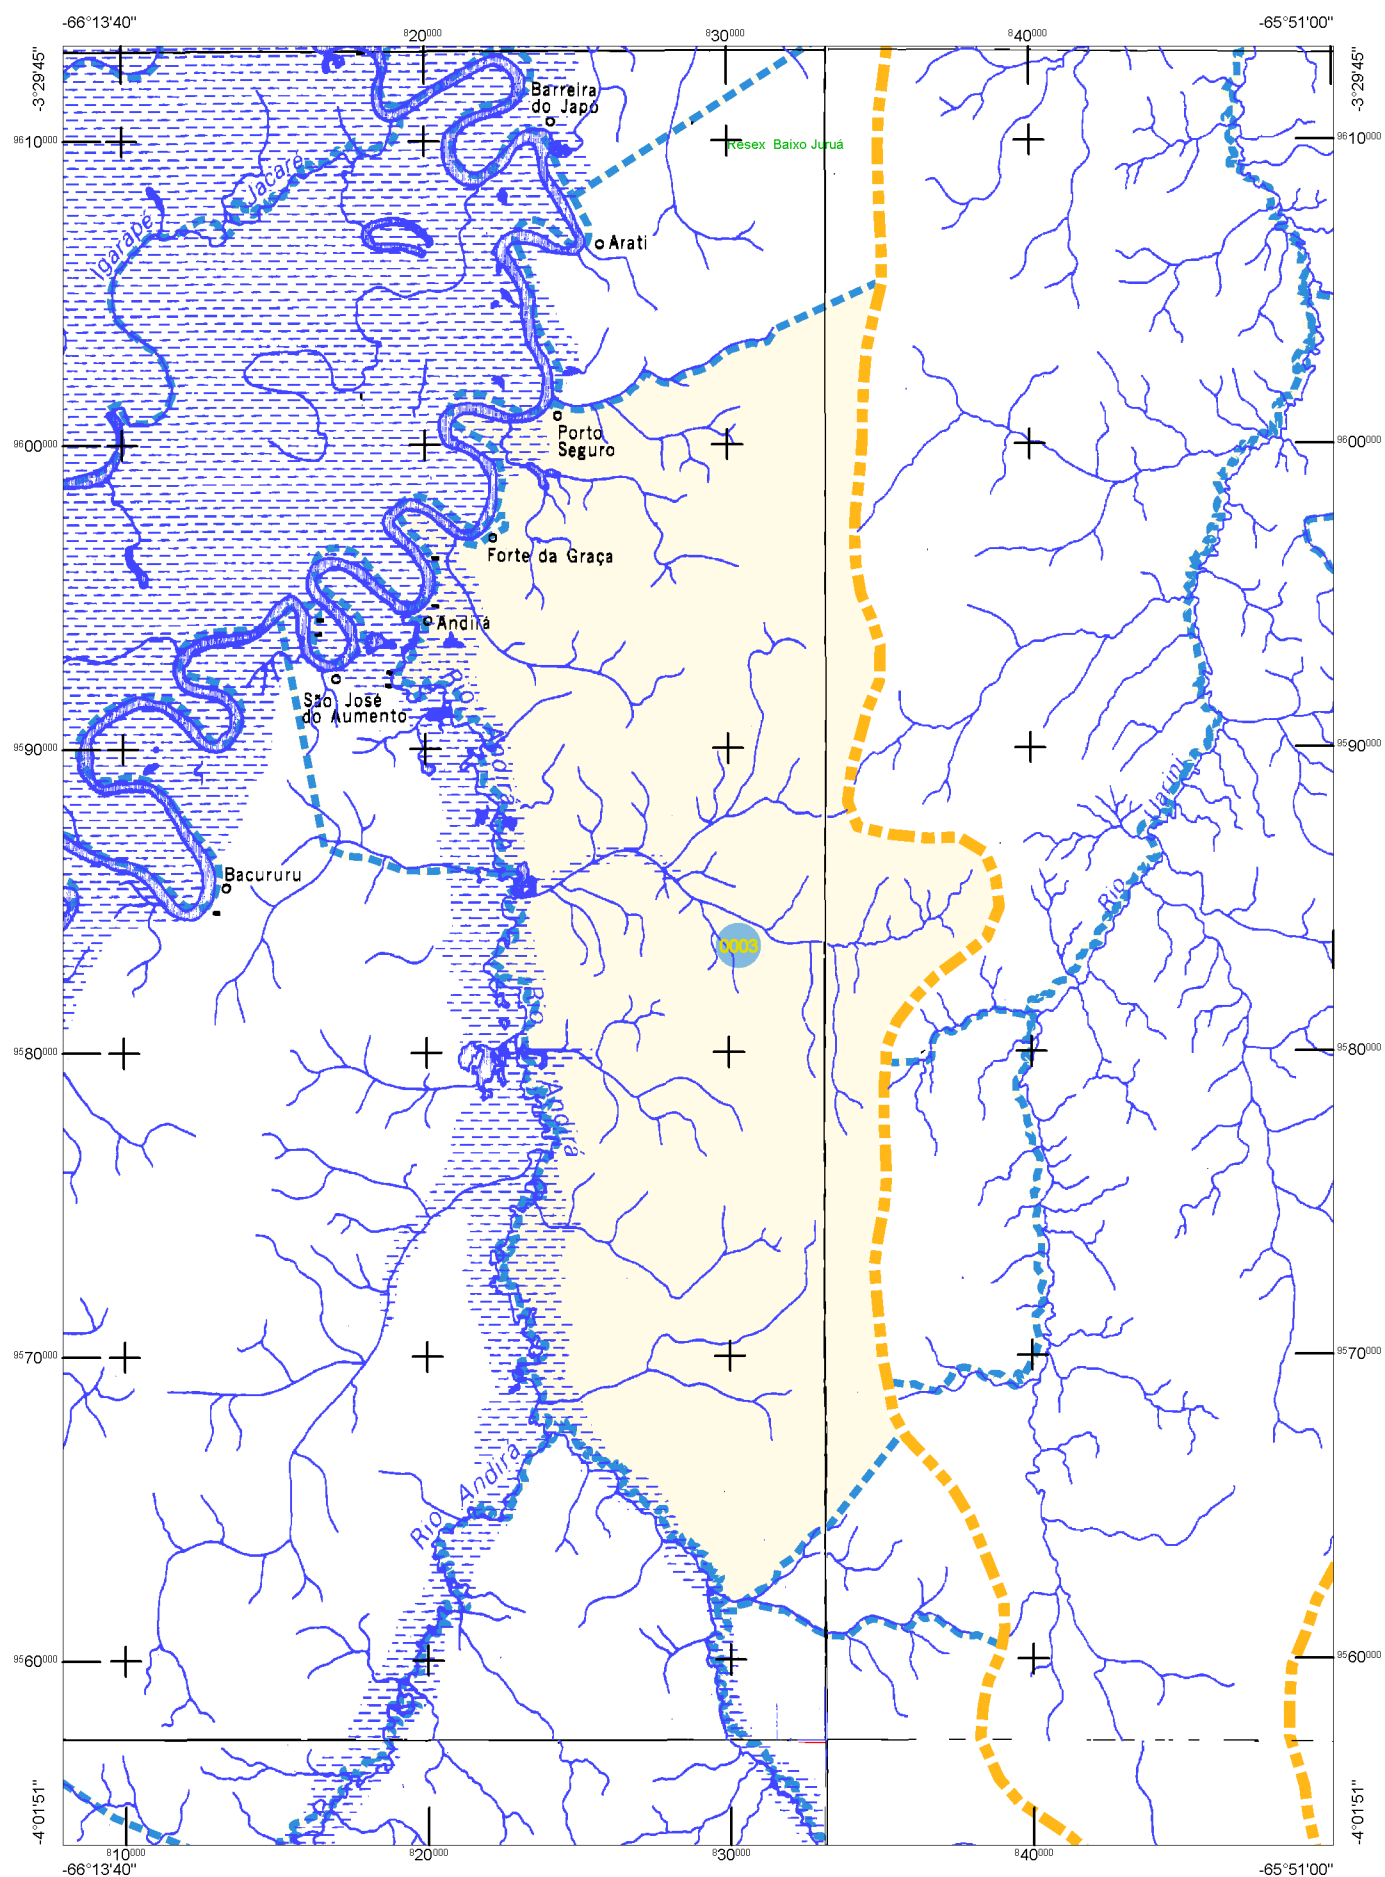 -66°13'40"
-65°51'00"
820000
830000
840000
-3°29'45"
-3°29'45"
Barreira
do Japó
9610000
9610000
Resex Baixo Juruá
Igarapé
Jacaré
Arati
Porto
Seguro
9600000
9600000
Forte da Graça
Andirá
São José
do Aumento
Rio
Andirá
9590000
9590000
Rio
Bacururu
0003
Rio
Andirá
9580000
9580000
9570000
9570000
Rio Andirá
9560000
9560000
-4°01'51"
-4°01'51"
810000
820000
830000
840000
-66°13'40"
-65°51'00"